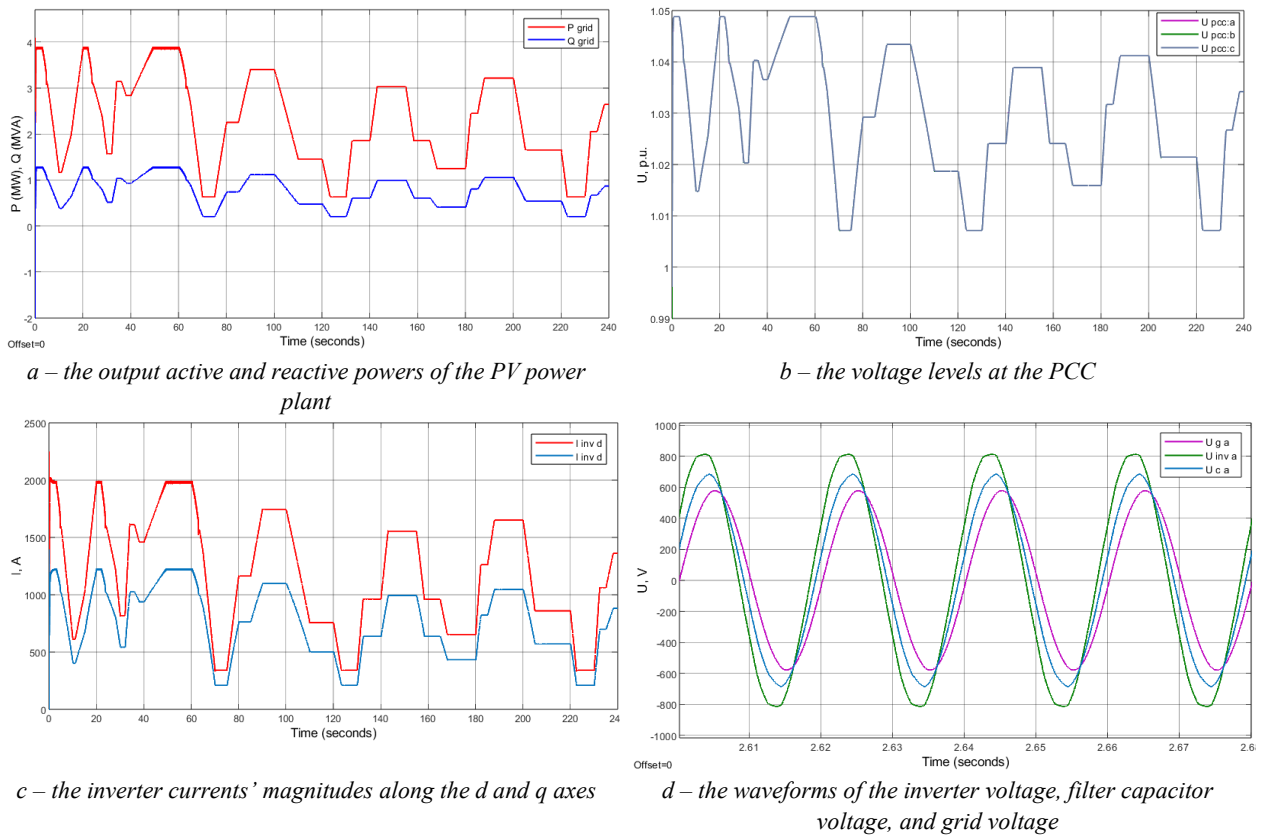 P grid
Q grid
P (MW), Q (MVA)
4
3
2
1
0
-1
-2
0 20 40 60 80 100 120 140 160 180 200 220 240
Time (seconds)
Offset=0
a – the output active and reactive powers of the PV power
plant
U pcc:a
U pcc:b
U pcc:c
U, p.u.
1.05
1.04
1.03
1.02
1.01
1
0.99
0 20 40 60 80 100 120 140 160 180 200 220 240
Time (seconds)
b – the voltage levels at the PCC
I inv d
I inv d
I, A
2500
2000
1500
1000
500
0
0 20 40 60 80 100 120 140 160 180 200 220 240
Time (seconds)
c – the inverter currents’ magnitudes along the d and q axes
U g a
U inv a
U c a
U, V
1000
800
600
400
200
0
-200
-400
-600
-800
-1000
2.61 2.62 2.63 2.64 2.65 2.66 2.67 2.6
Time (seconds)
Offset=0
d – the waveforms of the inverter voltage, filter capacitor
voltage, and grid voltage